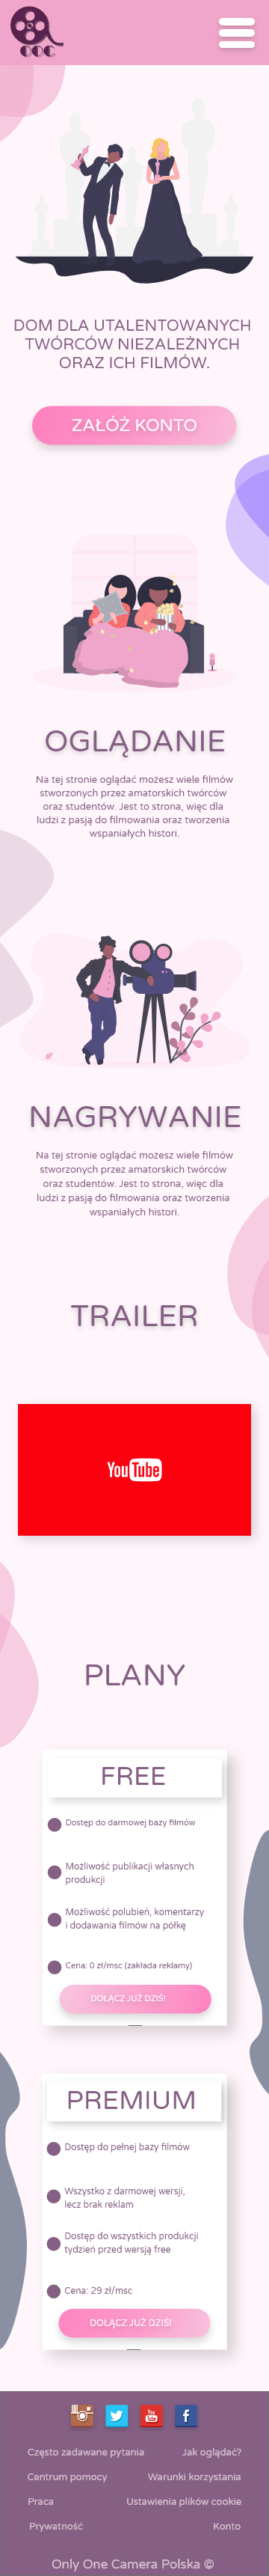 OOC
DOM DLA UTALENTOWANYCH
TWÓRCÓW NIEZALEŻNYCH
ORAZ ICH FILMÓW.
ZAŁÓŻ KONTO
OGLĄDANIE
Na tej stronie oglądać możesz wiele filmów
stworzonych przez amatorskich twórców
oraz studentów. Jest to strona, więc dla
ludzi z pasją do filmowania oraz tworzenia
wspaniałych histori.
NAGRYWANIE
Na tej stronie oglądać możesz wiele filmów
stworzonych przez amatorskich twórców
oraz studentów. Jest to strona, więc dla
ludzi z pasją do filmowania oraz tworzenia
wspaniałych histori.
TRAILER
YouTube
PLANY
FREE
Dostęp do darmowej bazy filmów
Możliwość publikacji własnych
produkcji
Możliwość polubień, komentarzy
i dodawania filmów na półkę
Cena: 0 zł/msc (zakłada reklamy)
DOŁĄCZ JUŻ DZIŚ!
PREMIUM
Dostęp do pełnej bazy filmów
Wszystko z darmowej wersji,
lecz brak reklam
Dostęp do wszystkich produkcji
tydzień przed wersją free
Cena: 29 zł/msc
DOŁĄCZ JUŻ DZIŚ!
You Tube
Często zadawane pytania Jak oglądać?
Centrum pomocy Warunki korzystania
Praca Ustawienia plików cookie
Prywatność Konto
Only One Camera Polska ©